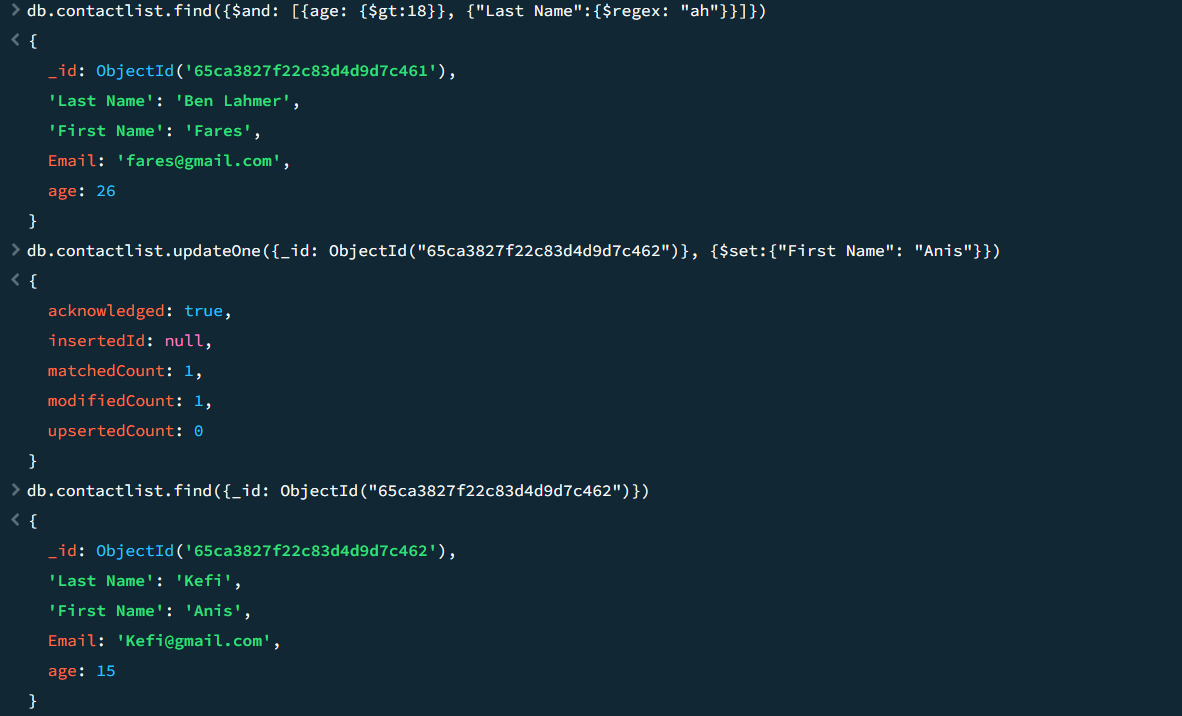 > db.contactlist.find({$and: [{age: {$gt:18}}, {"Last Name":{$regex: "ah"}}]})
< {
_id: ObjectId('65ca3827f22c83d4d9d7c461'),
'Last Name': 'Ben Lahmer',
'First Name': 'Fares',
Email: 'fares@gmail.com',
age: 26
}
> db.contactlist.updateOne({_id: ObjectId("65ca3827f22c83d4d9d7c462")}, {$set:{"First Name": "Anis"}})
< {
acknowledged: true,
insertedId: null,
matchedCount: 1,
modifiedCount: 1,
upsertedCount: 0
}
> db.contactlist.find({_id: ObjectId("65ca3827f22c83d4d9d7c462")})
< {
_id: ObjectId('65ca3827f22c83d4d9d7c462'),
'Last Name': 'Kefi',
'First Name': 'Anis',
Email: 'Kefi@gmail.com',
age: 15
}